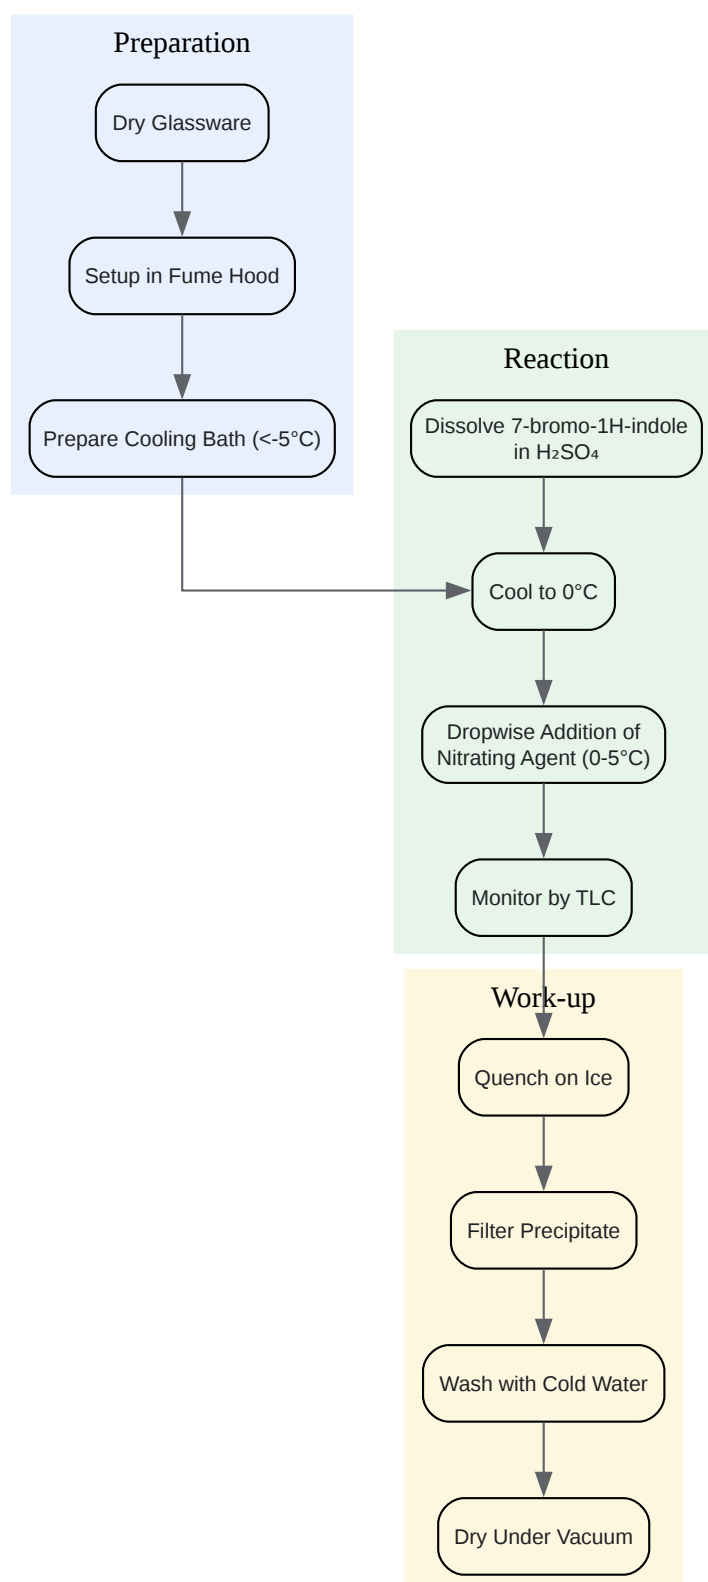 Preparation
Dry Glassware
Setup in Fume Hood
Prepare Cooling Bath (<-5°C)
Reaction
Dissolve 7-bromo-1H-indole
in H₂SO₄
Cool to 0°C
Dropwise Addition of
Nitrating Agent (0-5°C)
Monitor by TLC
Work-up
Quench on Ice
Filter Precipitate
Wash with Cold Water
Dry Under Vacuum